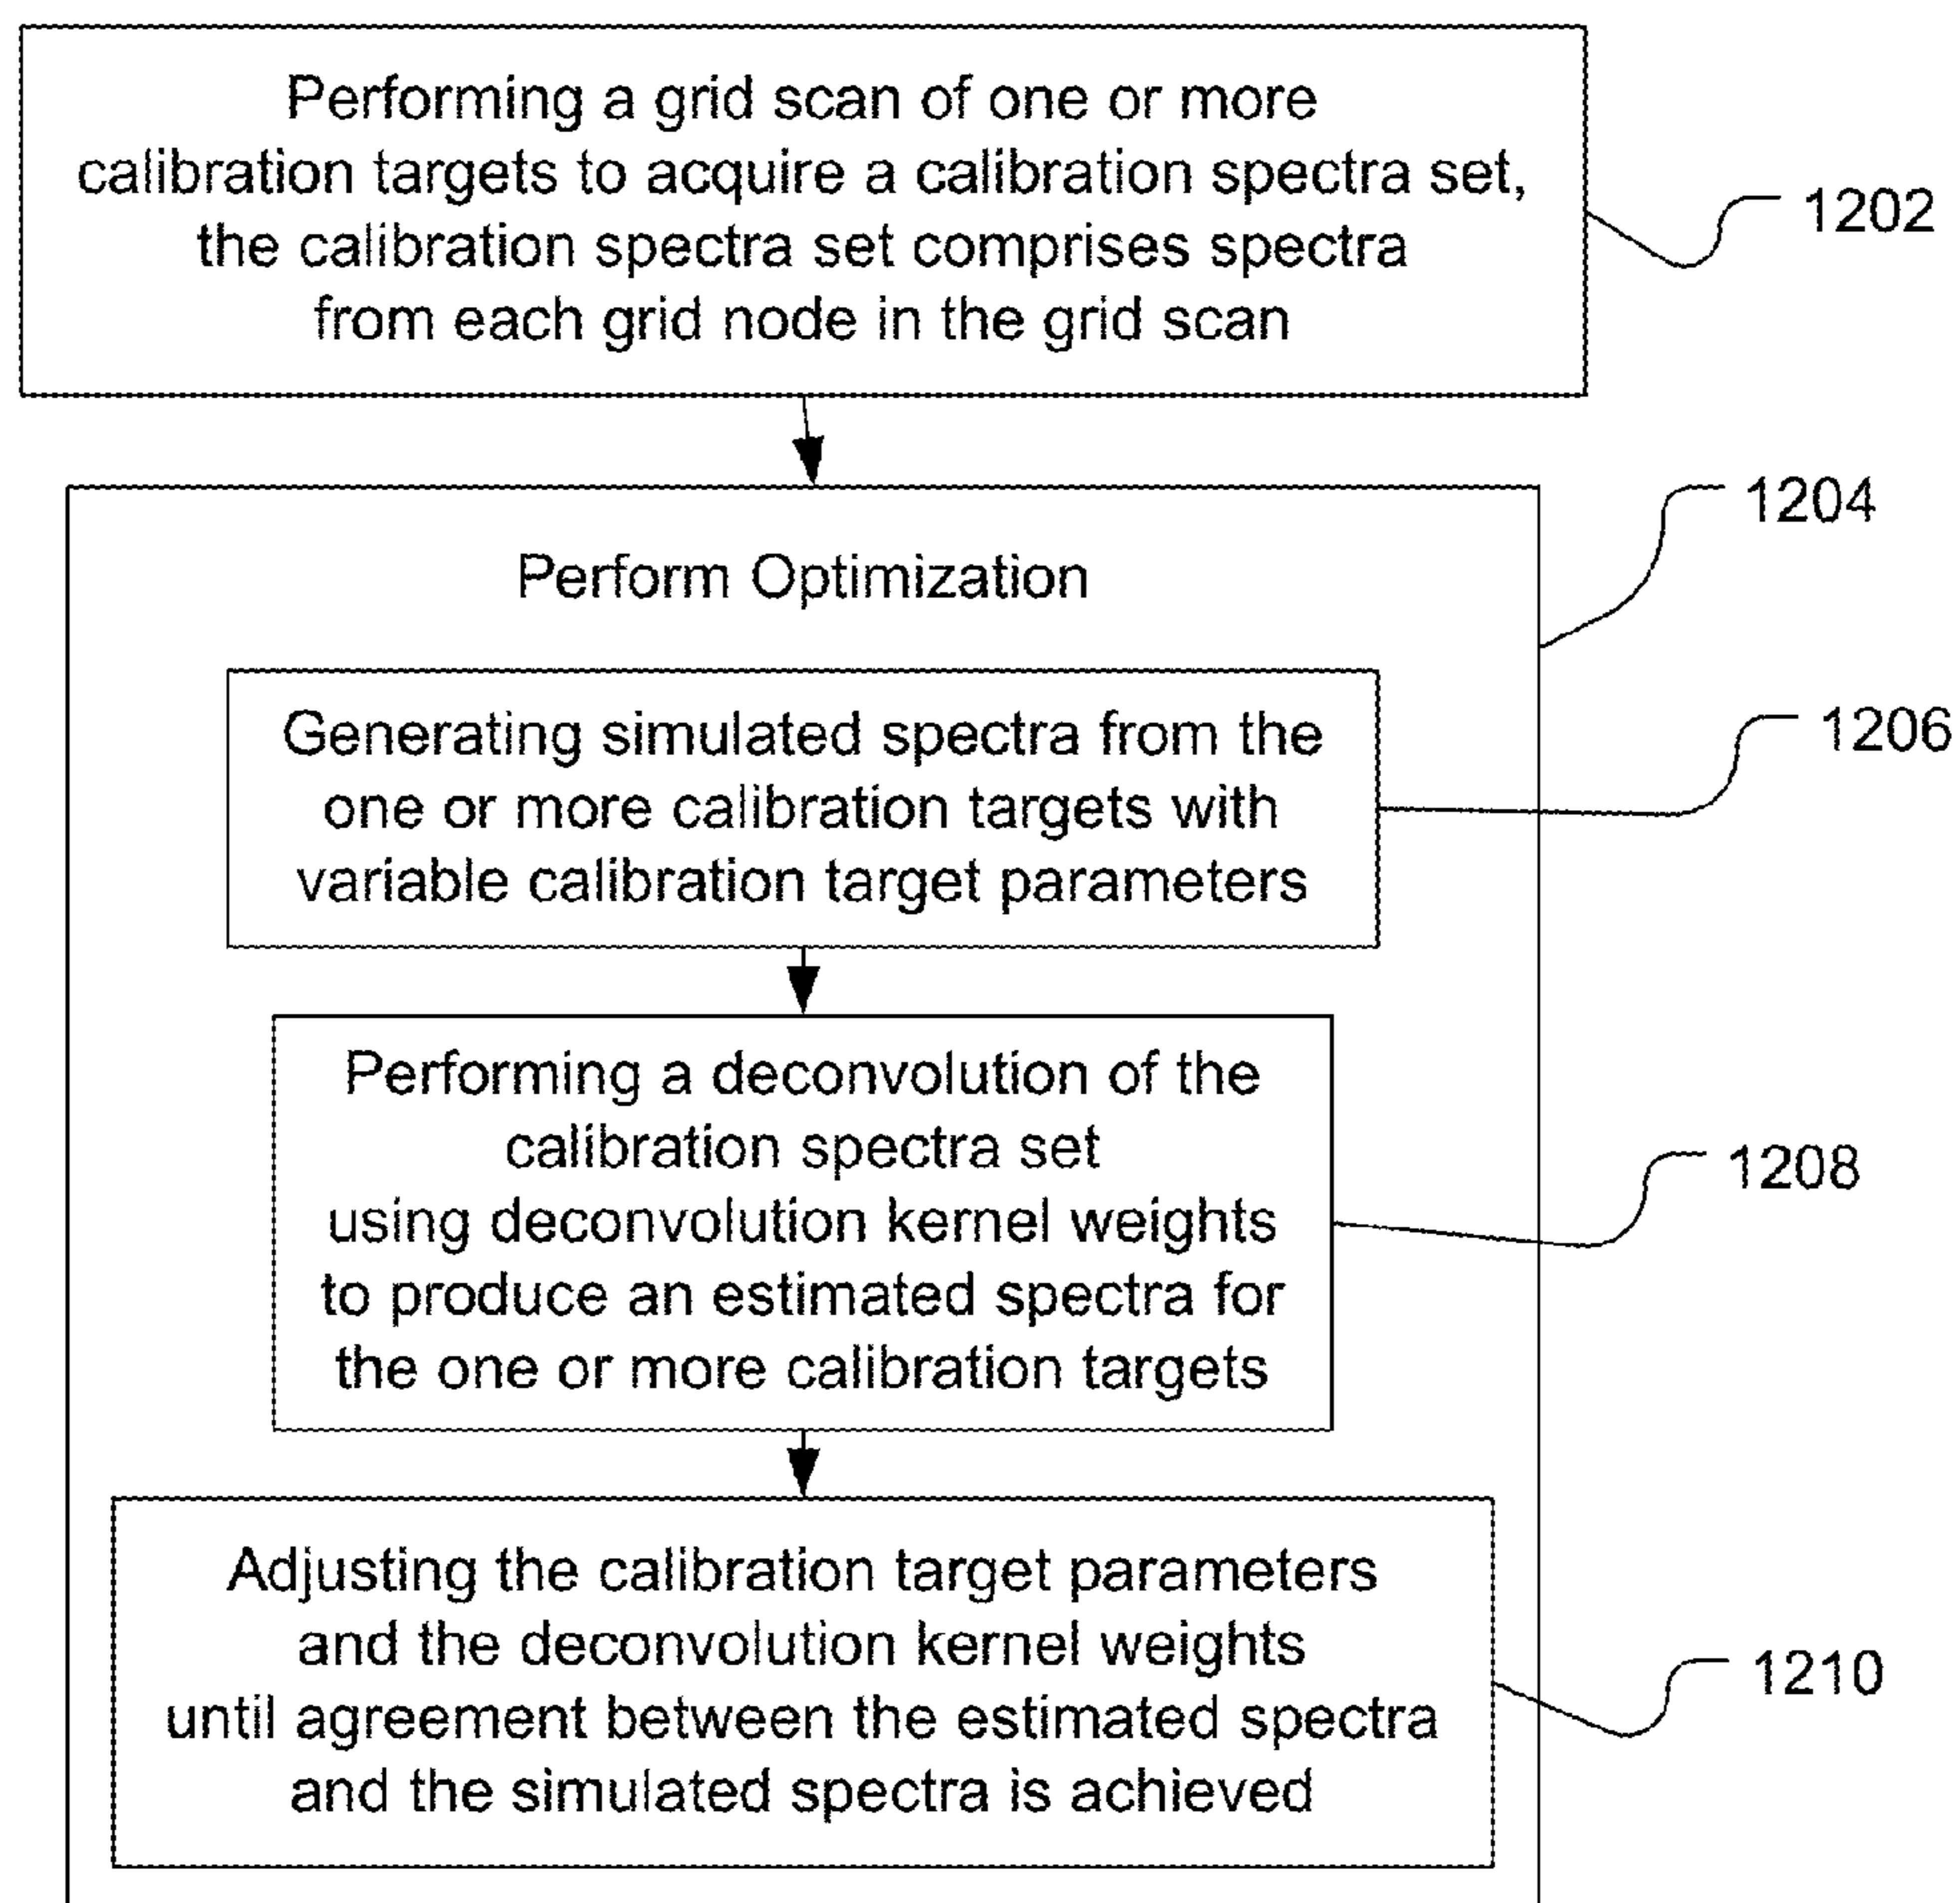 Performing a grid scan of one or more
calibration targets to acquire a calibration spectra set,
the calibration spectra set comprises spectra
from each grid node in the grid scan
1202
1204
Perform Optimization
Generating simulated spectra from the
one or more calibration targets with
variable calibration target parameters
1206
Performing a deconvolution of the
calibration spectra set
using deconvolution kernel weights
to produce an estimated spectra for
the one or more calibration targets
1208
Adjusting the calibration target parameters
and the deconvolution kernel weights
until agreement between the estimated spectra
and the simulated spectra is achieved
1210